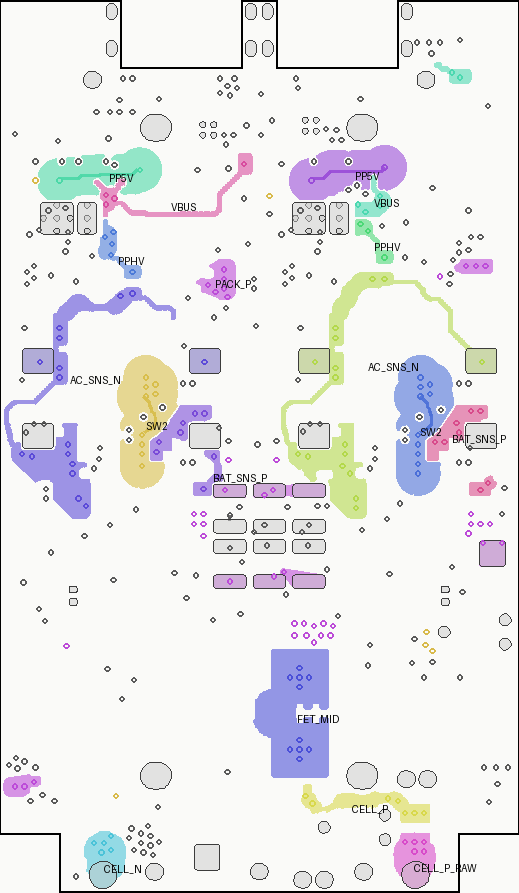 PP5V
PP5V
VBUS
VBUS
PPHV
PPHV
PACK_P
AC_SNS_N
AC_SNS_N
SW2
SW2
BAT_SNS_P
BAT_SNS_P
FET_MID
CELL_P
CELL_N
CELL_P_RAW